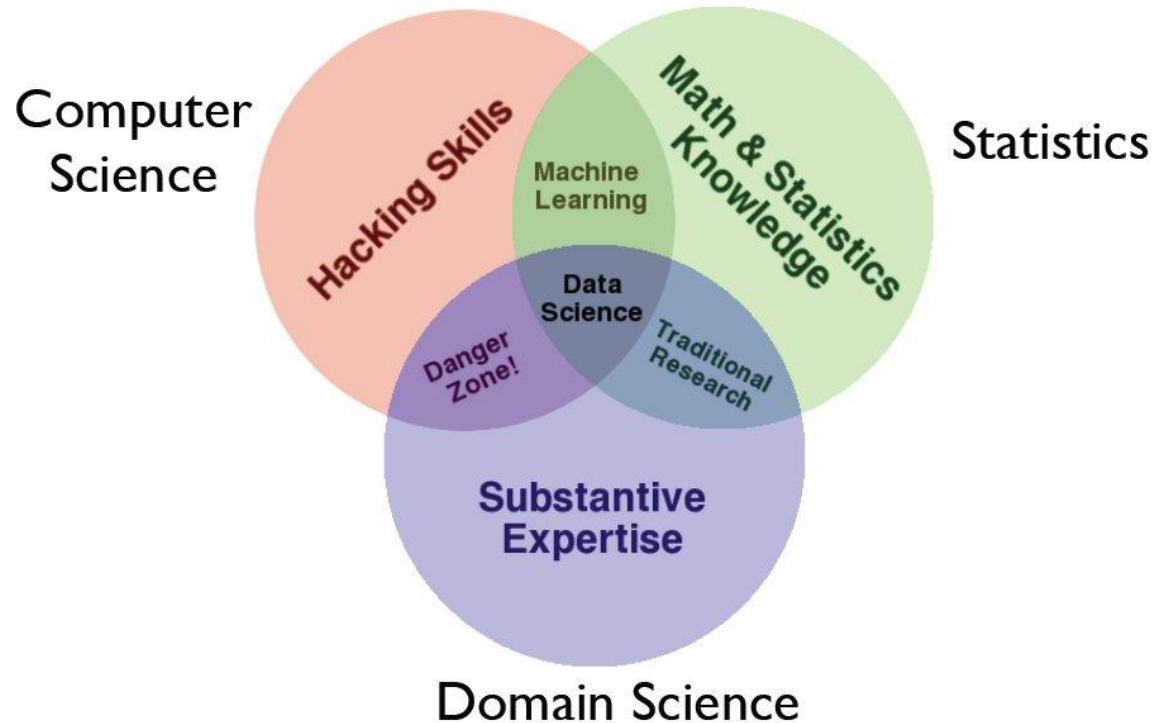 Computer
Science
Hacking Skills
Math & Statistics
Knowledge
Statistics
Machine
Learning
Data
Science
Danger
Zone!
Traditional
Research
Substantive
Expertise
Domain Science